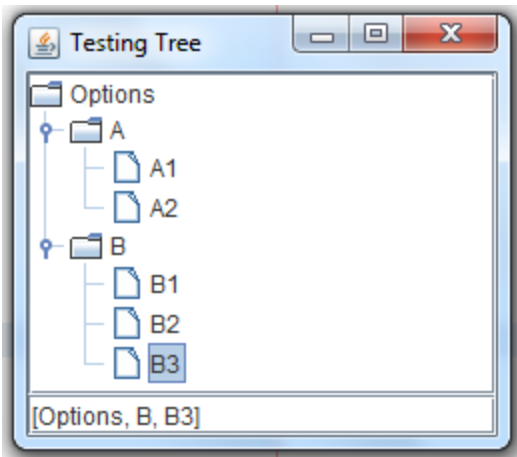 Testing Tree
Options
A
A1
A2
B
B1
B2
B3
[Options, B, B3]